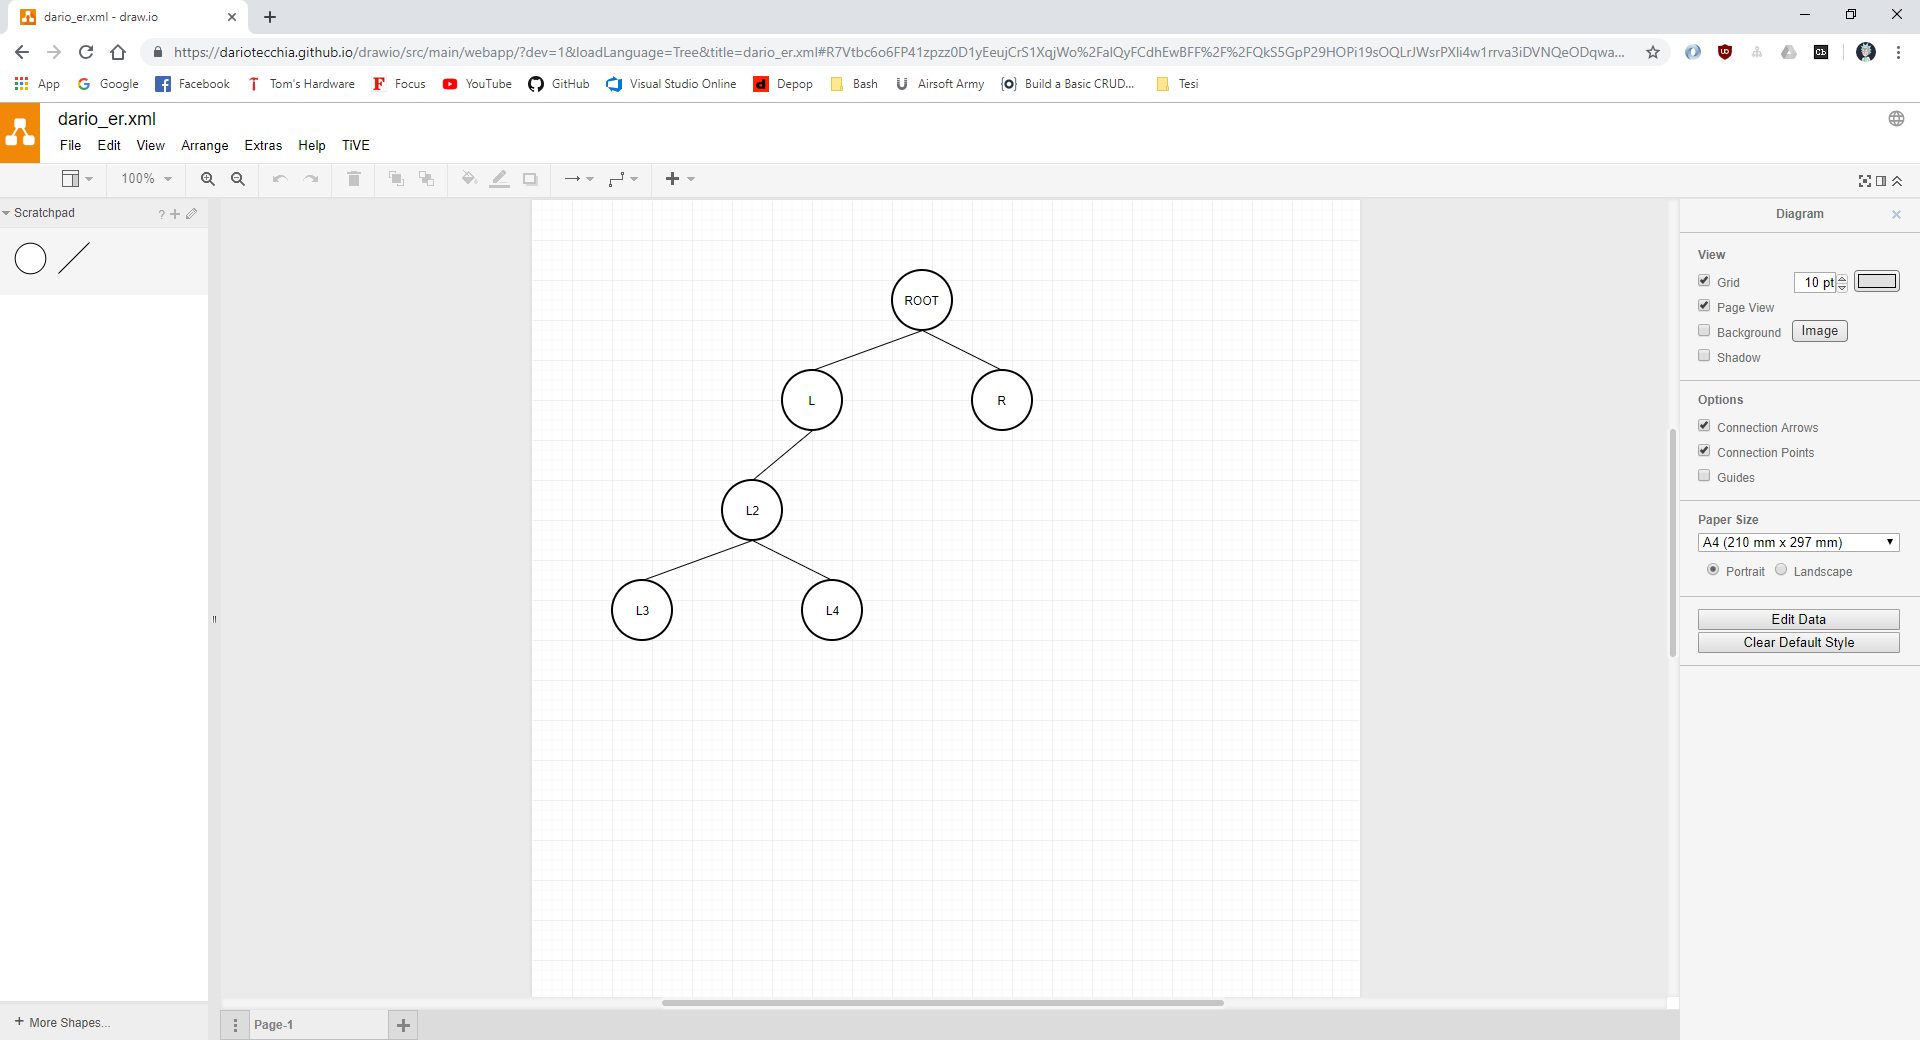 dario_er.xml - draw.io
https://dariotecchia.github.io/drawio/src/main/webapp/?dev=1&loadLanguage=Tree&title=dario_er.xml#R7Vtbc6o6FP41zpzz0D1yEeujCrS1XqjWo%2FalQyFCdhEwBFF%2F%2FQkS5GpP29HOPi19sOQLrJWsrPXli4w1rrva3iDVNQeODqwa...
App
Google
Facebook
Tom's Hardware
Focus
YouTube
GitHub
Visual Studio Online
Depop
Bash
Airsoft Army
Build a Basic CRUD...
Tesi
dario_er.xml
File Edit View Arrange Extras Help TiVE
100%
Scratchpad
?
ROOT
L
R
L2
L3
L4
Diagram
View
Grid
10 pt
Page View
Background
Image
Shadow
Options
Connection Arrows
Connection Points
Guides
Paper Size
A4 (210 mm x 297 mm)
Portrait
Landscape
Edit Data
Clear Default Style
+ More Shapes...
Page-1